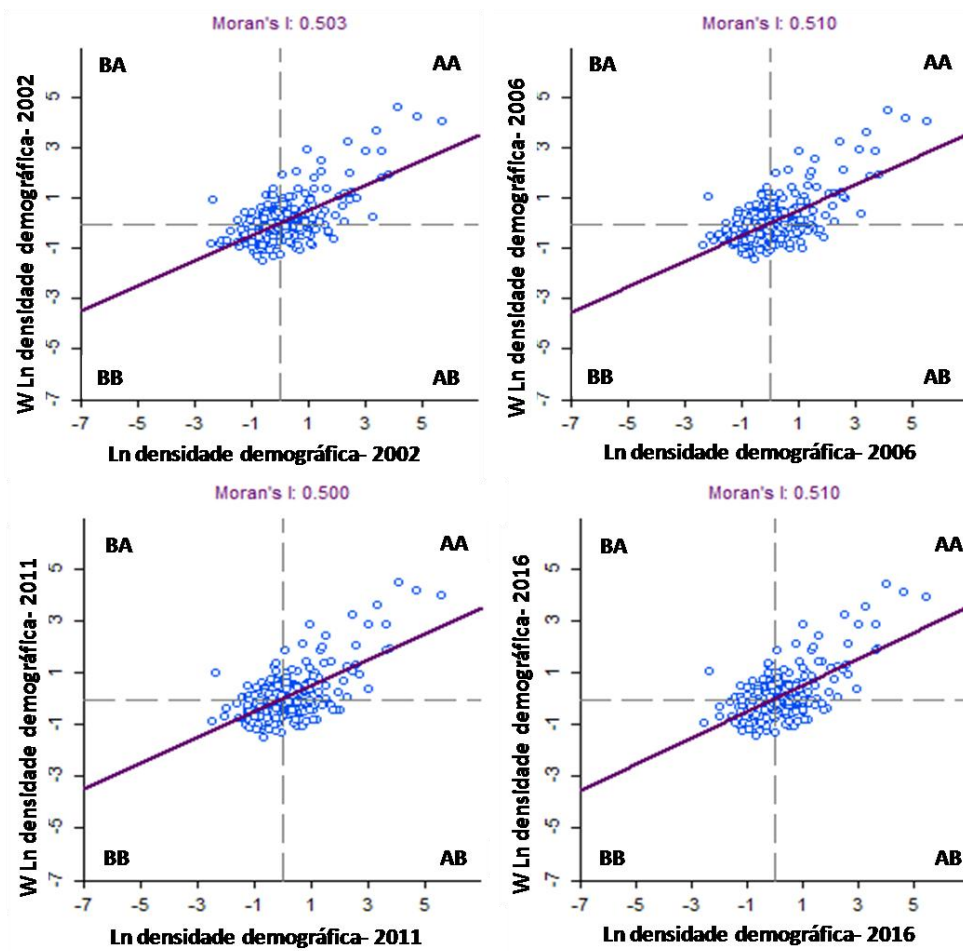 Moran's I: 0.503
BA
AA
5
3
1
-1
-3
-5
-7
W Ln densidade demográfica- 2002
BB
AB
-7
-5
-3
-1
1
3
5
Ln densidade demográfica- 2002
Moran's I: 0.510
BA
AA
5
3
1
-1
-3
-5
-7
W Ln densidade demográfica- 2006
BB
AB
-7
-5
-3
-1
1
3
5
Ln densidade demográfica- 2006
Moran's I: 0.500
BA
AA
5
3
1
-1
-3
-5
-7
W Ln densidade demográfica- 2011
BB
AB
-7
-5
-3
-1
1
3
5
Ln densidade demográfica- 2011
Moran's I: 0.510
BA
AA
5
3
1
-1
-3
-5
-7
W Ln densidade demográfica- 2016
BB
AB
-7
-5
-3
-1
1
3
5
Ln densidade demográfica- 2016